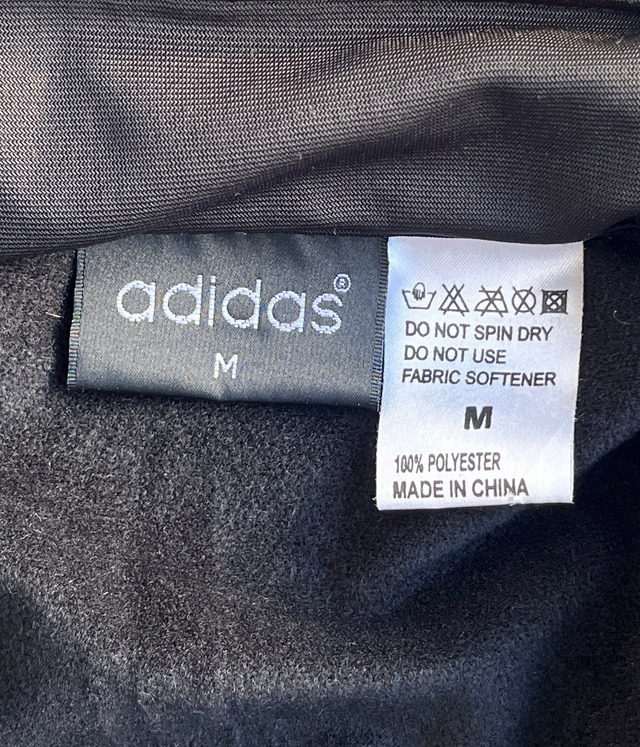 adidas®
M
DO NOT SPIN DRY
DO NOT USE
FABRIC SOFTENER
M
100% POLYESTER
MADE IN CHINA